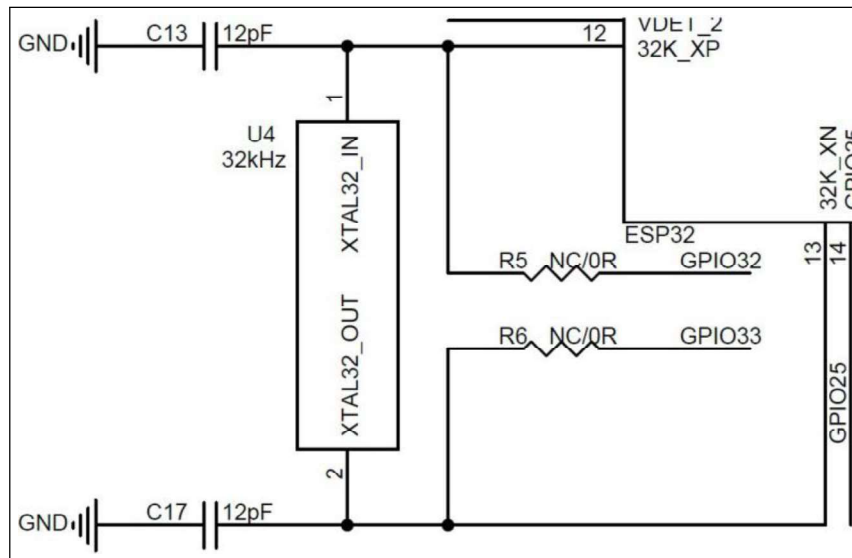 GND C13 12pF 12 VDET_2
32K_XP
1
U4
32kHz
XTAL32_IN
32K_XN
GPIO25
ESP32
13
14
R5 NC/0R GPIO32
XTAL32_OUT
R6 NC/0R GPIO33
GPIO25
2
GND C17 12pF